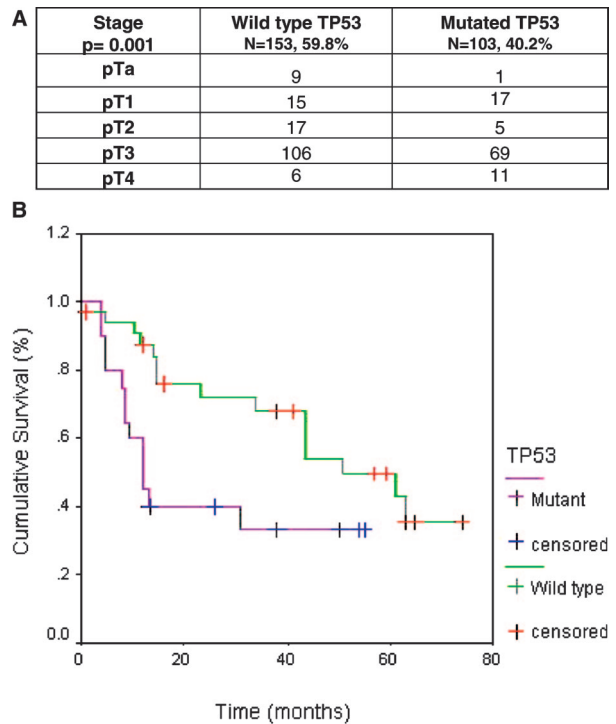 A
Stage p= 0.001 Wild type TP53 N=153, 59.8% Mutated TP53 N=103, 40.2%
pTa 9 1
pT1 15 17
pT2 17 5
pT3 106 69
pT4 6 11
B
1.2
1.0
.8
.6
.4
.2
0.0
Cumulative Survival (%)
0 20 40 60 80
Time (months)
TP53
Mutant
censored
Wild type
censored